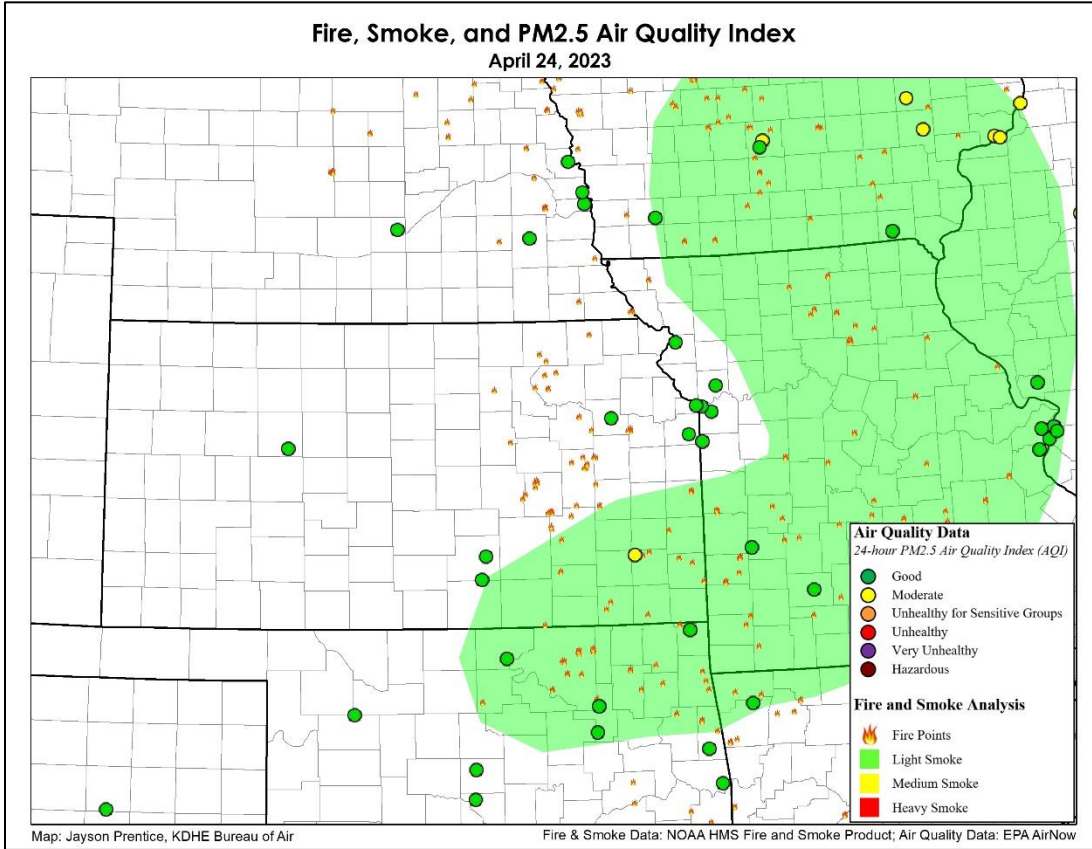 Fire, Smoke, and PM2.5 Air Quality Index
April 24, 2023
Air Quality Data
24-hour PM2.5 Air Quality Index (AQI)
Good
Moderate
Unhealthy for Sensitive Groups
Unhealthy
Very Unhealthy
Hazardous
Fire and Smoke Analysis
Fire Points
Light Smoke
Medium Smoke
Heavy Smoke
Map: Jayson Prentice, KDHE Bureau of Air
Fire & Smoke Data: NOAA HMS Fire and Smoke Product; Air Quality Data: EPA AirNow